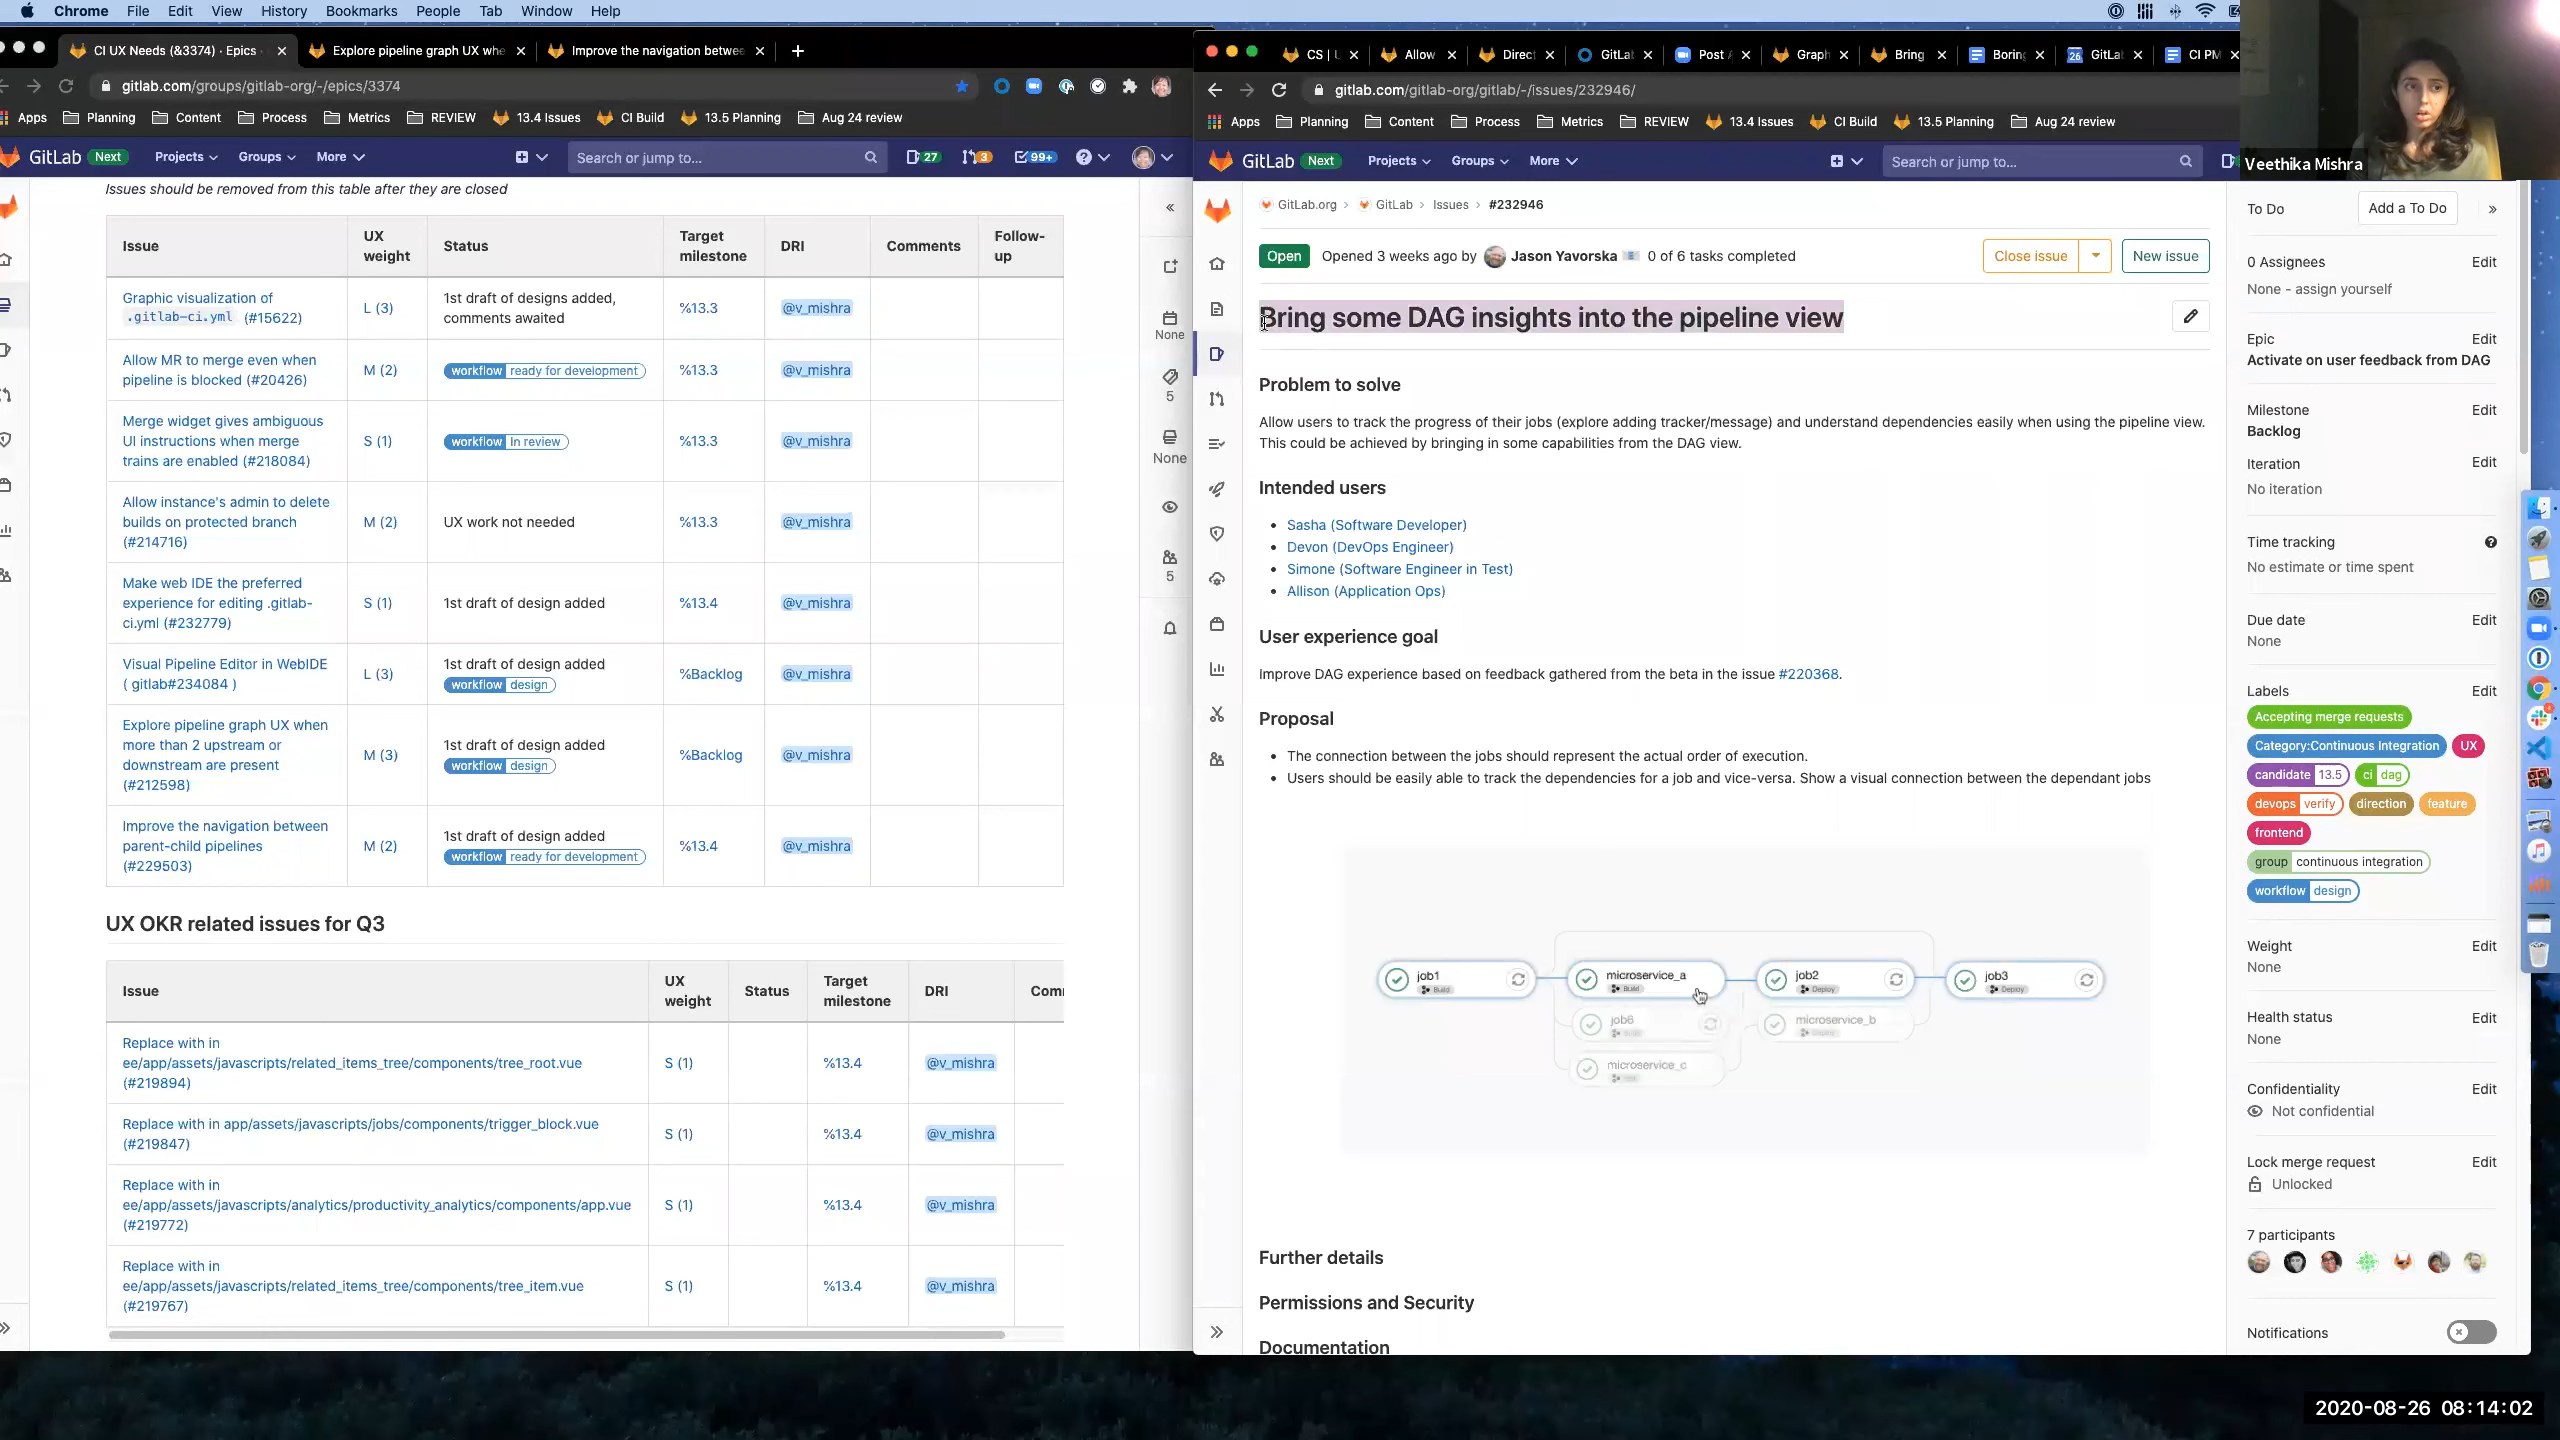 Chrome File Edit View History Bookmarks People Tab Window Help
CI UX Needs (&3374) · Epics
Explore pipeline graph UX whe
Improve the navigation betwee
gitlab.com/groups/gitlab-org/-/epics/3374
Apps Planning Content Process Metrics REVIEW 13.4 Issues CI Build 13.5 Planning Aug 24 review
GitLab Next Projects Groups More Search or jump to... 27 3 99+
Issues should be removed from this table after they are closed
Issue UX weight Status Target milestone DRI Comments Follow-up
Graphic visualization of .gitlab-ci.yml (#15622) L (3) 1st draft of designs added, comments awaited %13.3 @v_mishra
Allow MR to merge even when pipeline is blocked (#20426) M (2) workflow ready for development %13.3 @v_mishra
Merge widget gives ambiguous UI instructions when merge trains are enabled (#218084) S (1) workflow In review %13.3 @v_mishra
Allow instance's admin to delete builds on protected branch (#214716) M (2) UX work not needed %13.3 @v_mishra
Make web IDE the preferred experience for editing .gitlab-ci.yml (#232779) S (1) 1st draft of design added %13.4 @v_mishra
Visual Pipeline Editor in WebIDE ( gitlab#234084 ) L (3) 1st draft of design added workflow design %Backlog @v_mishra
Explore pipeline graph UX when more than 2 upstream or downstream are present (#212598) M (3) 1st draft of design added workflow design %Backlog @v_mishra
Improve the navigation between parent-child pipelines (#229503) M (2) 1st draft of design added workflow ready for development %13.4 @v_mishra
UX OKR related issues for Q3
Issue UX weight Status Target milestone DRI Com
Replace with in ee/app/assets/javascripts/related_items_tree/components/tree_root.vue (#219894) S (1) %13.4 @v_mishra
Replace with in app/assets/javascripts/jobs/components/trigger_block.vue (#219847) S (1) %13.4 @v_mishra
Replace with in ee/app/assets/javascripts/analytics/productivity_analytics/components/app.vue (#219772) S (1) %13.4 @v_mishra
Replace with in ee/app/assets/javascripts/related_items_tree/components/tree_item.vue (#219767) S (1) %13.4 @v_mishra
None
5
None
5
CS | U Allow Direct GitLab Post A Graph Bring Boring 26 GitLa CI PM
gitlab.com/gitlab-org/gitlab/-/issues/232946/
Apps Planning Content Process Metrics REVIEW 13.4 Issues CI Build 13.5 Planning Aug 24 review
Veethika Mishra
GitLab Next Projects Groups More Search or jump to...
GitLab.org › GitLab › Issues › #232946
Open Opened 3 weeks ago by Jason Yavorska 0 of 6 tasks completed Close issue New issue
Bring some DAG insights into the pipeline view
Problem to solve
Allow users to track the progress of their jobs (explore adding tracker/message) and understand dependencies easily when using the pipeline view.
This could be achieved by bringing in some capabilities from the DAG view.
Intended users
Sasha (Software Developer)
Devon (DevOps Engineer)
Simone (Software Engineer in Test)
Allison (Application Ops)
User experience goal
Improve DAG experience based on feedback gathered from the beta in the issue #220368.
Proposal
The connection between the jobs should represent the actual order of execution.
Users should be easily able to track the dependencies for a job and vice-versa. Show a visual connection between the dependant jobs
job1 Build
microservice_a Build
job2 Deploy
job3 Deploy
job6
microservice_b
microservice_c
Further details
Permissions and Security
Documentation
To Do Add a To Do
0 Assignees Edit
None - assign yourself
Epic Edit
Activate on user feedback from DAG
Milestone Edit
Backlog
Iteration Edit
No iteration
Time tracking
No estimate or time spent
Due date Edit
None
Labels Edit
Accepting merge requests
Category:Continuous Integration UX
candidate 13.5 ci dag
devops verify direction feature
frontend
group continuous integration
workflow design
Weight Edit
None
Health status Edit
None
Confidentiality Edit
Not confidential
Lock merge request Edit
Unlocked
7 participants
Notifications
2020-08-26 08:14:02